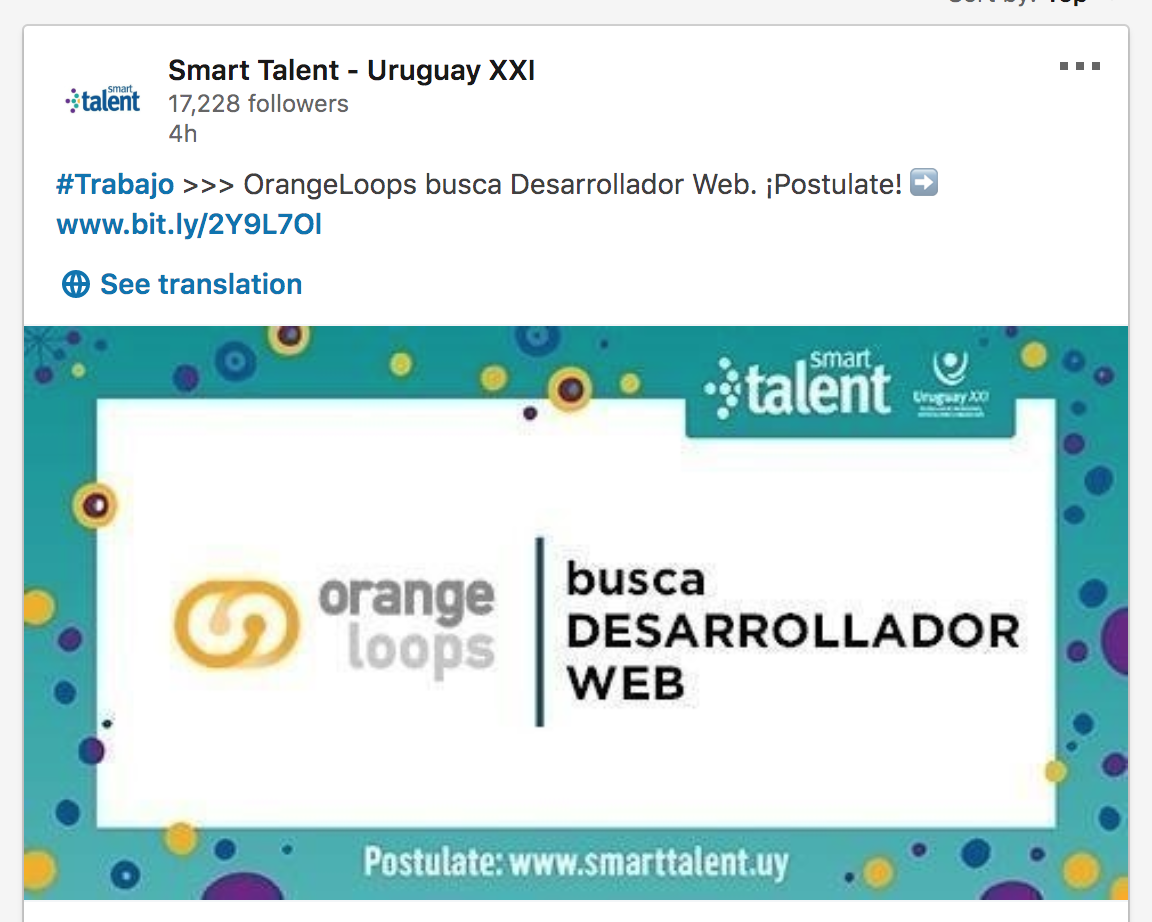 Sort by: Top
Smart Talent - Uruguay XXI
smart
talent
17,228 followers
4h
#Trabajo >>> OrangeLoops busca Desarrollador Web. ¡Postulate! ➡️
www.bit.ly/2Y9L7Ol
See translation
smart
talent
Uruguay XXI
orange
loops
busca
DESARROLLADOR
WEB
Postulate: www.smarttalent.uy